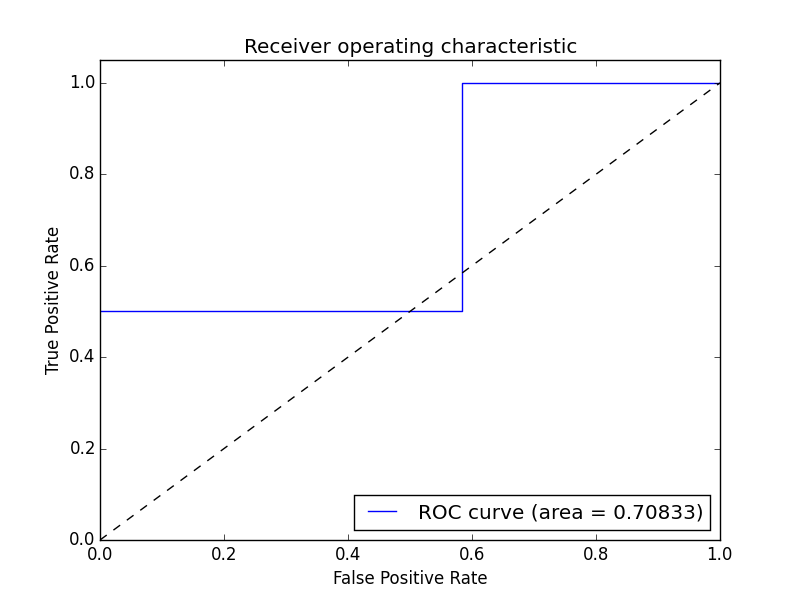 Receiver operating characteristic
True Positive Rate
1.0
0.8
0.6
0.4
0.2
0.0
ROC curve (area = 0.70833)
0.0 0.2 0.4 0.6 0.8 1.0
False Positive Rate